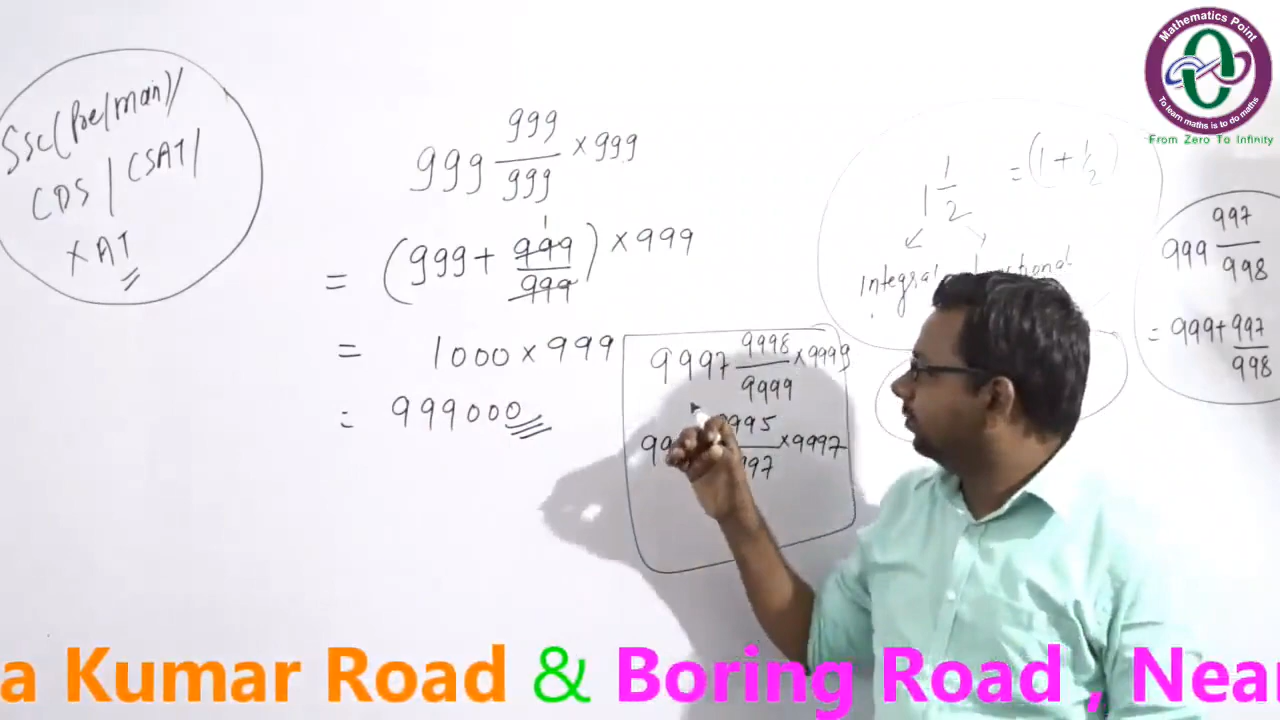 SSC (Pre/Main)/
CDS / CSAT/
XAT
999 999/999 × 999
= (999 + 999/999) × 999
1
= 1000 × 999
= 999000
9997 9998/9999 × 9999
995
× 9997
1 1/2 = (1 + 1/2)
Integral
999 997/998
= 999 + 997/998
Mathematics Point
To learn maths is to do maths
From Zero To Infinity
a Kumar Road & Boring Road , Near